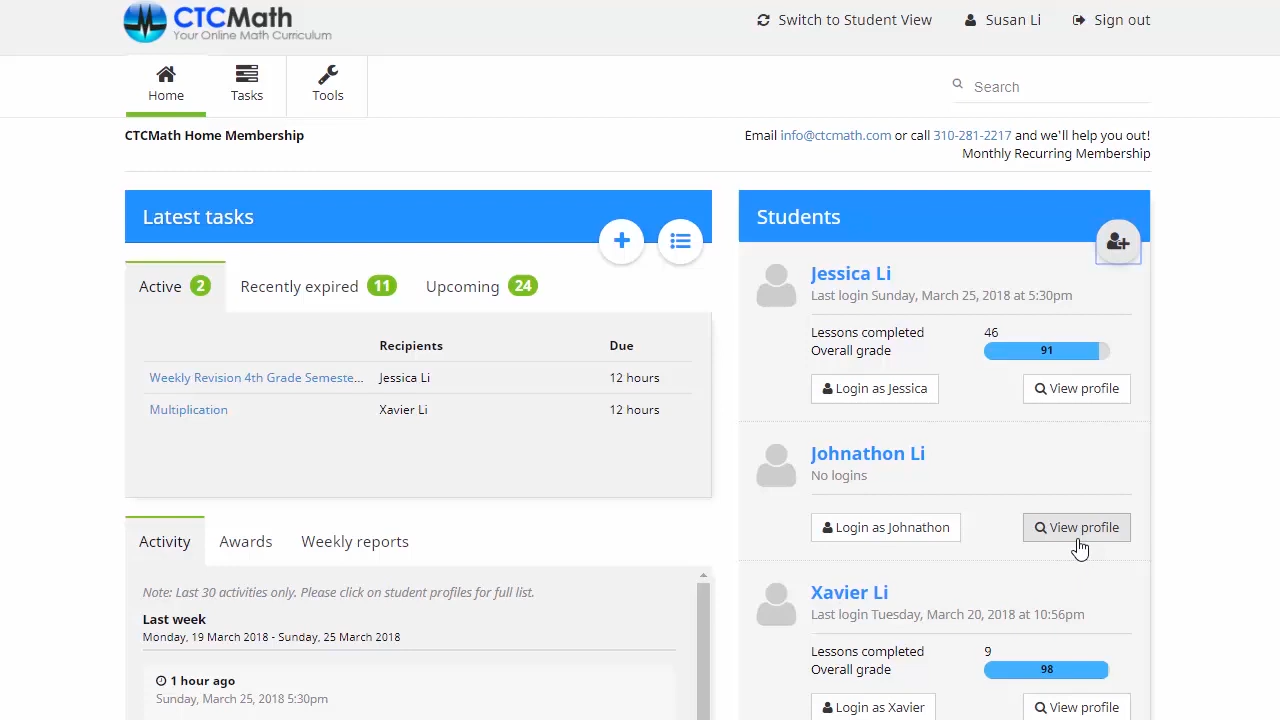 CTCMath
Your Online Math Curriculum
Switch to Student View
Susan Li
Sign out
Home
Tasks
Tools
Search
CTCMath Home Membership
Email info@ctcmath.com or call 310-281-2217 and we'll help you out!
Monthly Recurring Membership
Latest tasks
Active 2
Recently expired 11
Upcoming 24
Recipients Due
Weekly Revision 4th Grade Semeste... Jessica Li 12 hours
Multiplication Xavier Li 12 hours
Activity
Awards
Weekly reports
Note: Last 30 activities only. Please click on student profiles for full list.
Last week
Monday, 19 March 2018 - Sunday, 25 March 2018
1 hour ago
Sunday, March 25, 2018 5:30pm
Students
Jessica Li
Last login Sunday, March 25, 2018 at 5:30pm
Lessons completed 46
Overall grade 91
Login as Jessica View profile
Johnathon Li
No logins
Login as Johnathon View profile
Xavier Li
Last login Tuesday, March 20, 2018 at 10:56pm
Lessons completed 9
Overall grade 98
Login as Xavier View profile